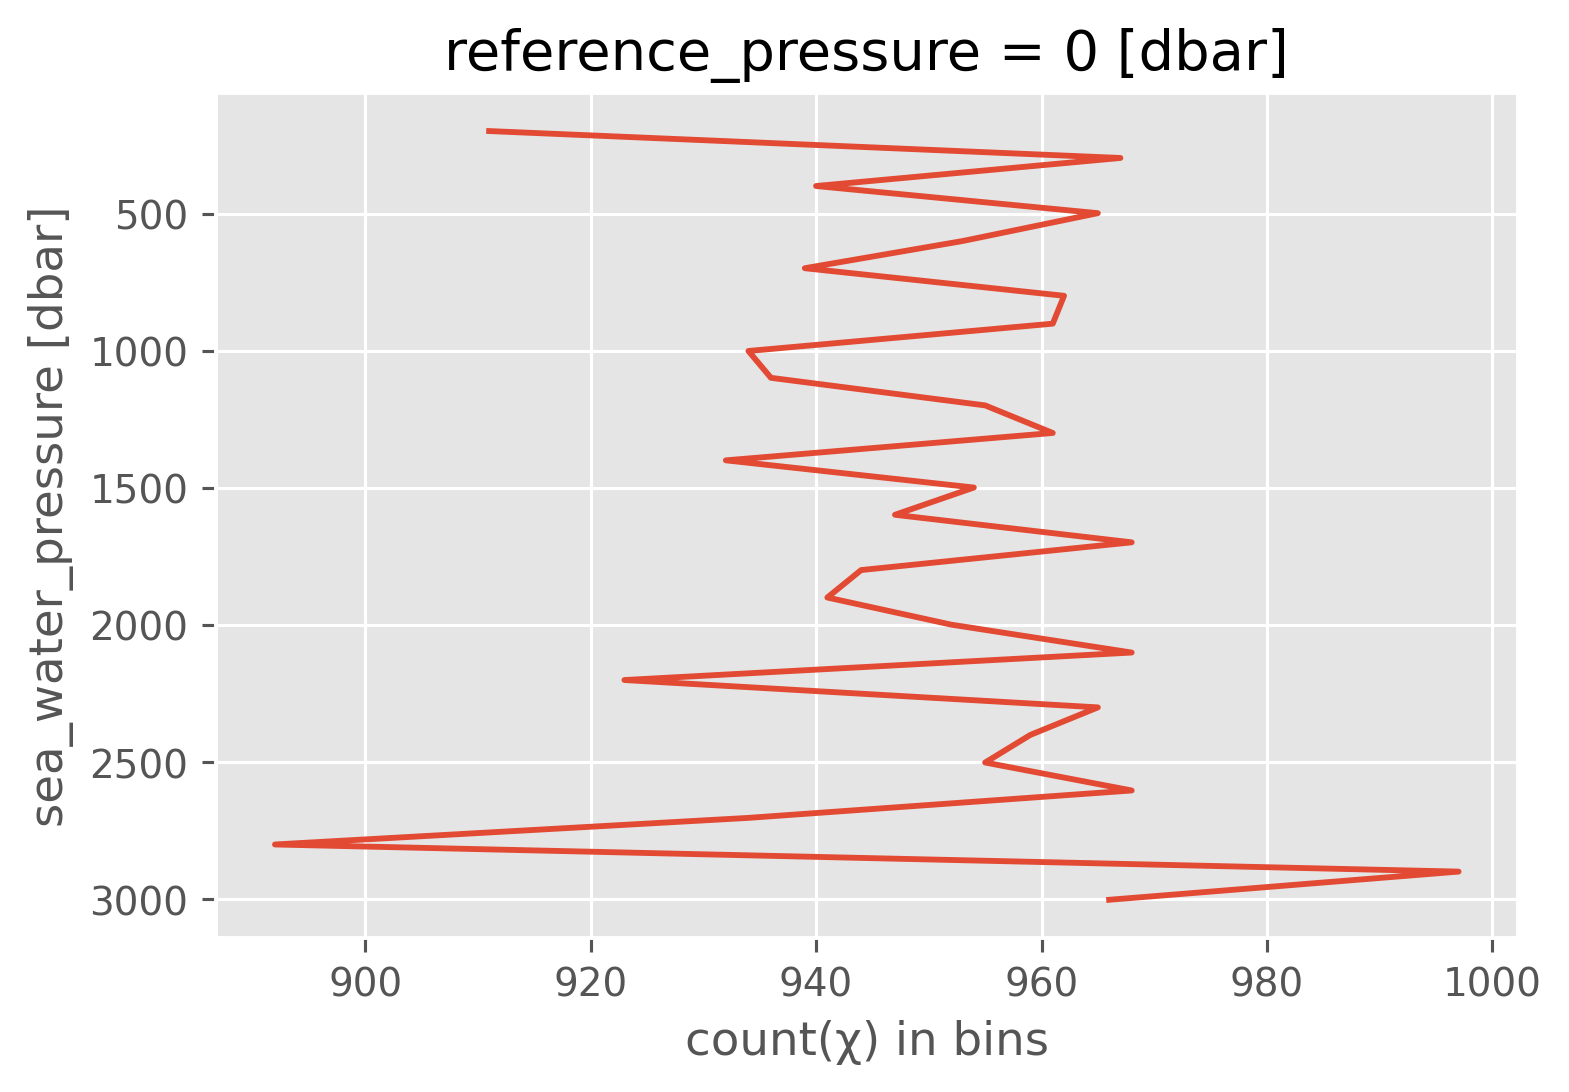 reference_pressure = 0 [dbar]
sea_water_pressure [dbar]
500
1000
1500
2000
2500
3000
900 920 940 960 980 1000
count(χ) in bins